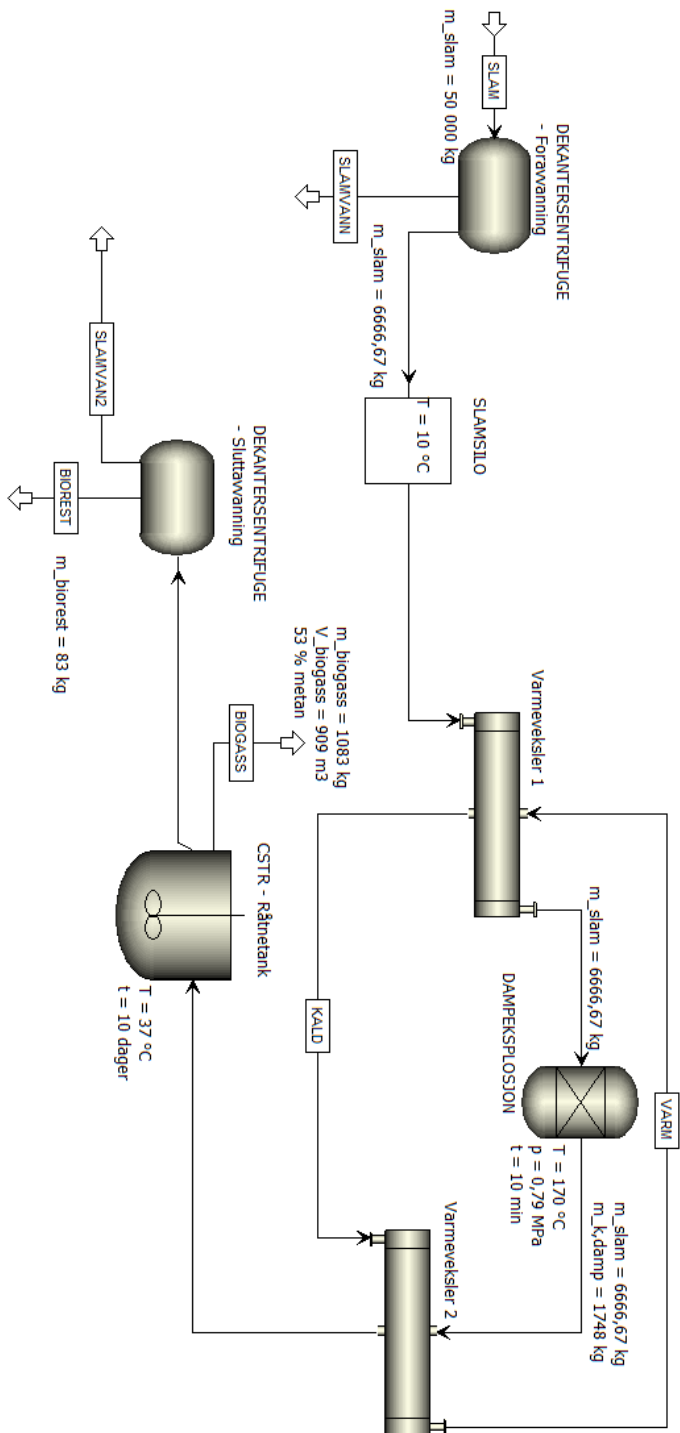 SLAM
m_slam = 50 000 kg
DEKANTERSENTRIFUGE
- Foravvanning
SLAMVANN
m_slam = 6666,67 kg
SLAMSILO
T = 10 °C
Varmeveksler 1
m_slam = 6666,67 kg
DAMPEKSPLOSJON
T = 170 °C
p = 0,79 MPa
t = 10 min
m_slam = 6666,67 kg
m_k,damp = 1748 kg
VARM
KALD
Varmeveksler 2
CSTR - Råtnetank
T = 37 °C
t = 10 dager
BIOGASS
m_biogass = 1083 kg
V_biogass = 909 m3
53 % metan
DEKANTERSENTRIFUGE
- Sluttavvanning
SLAMVAN2
BIOREST
m_biorest = 83 kg